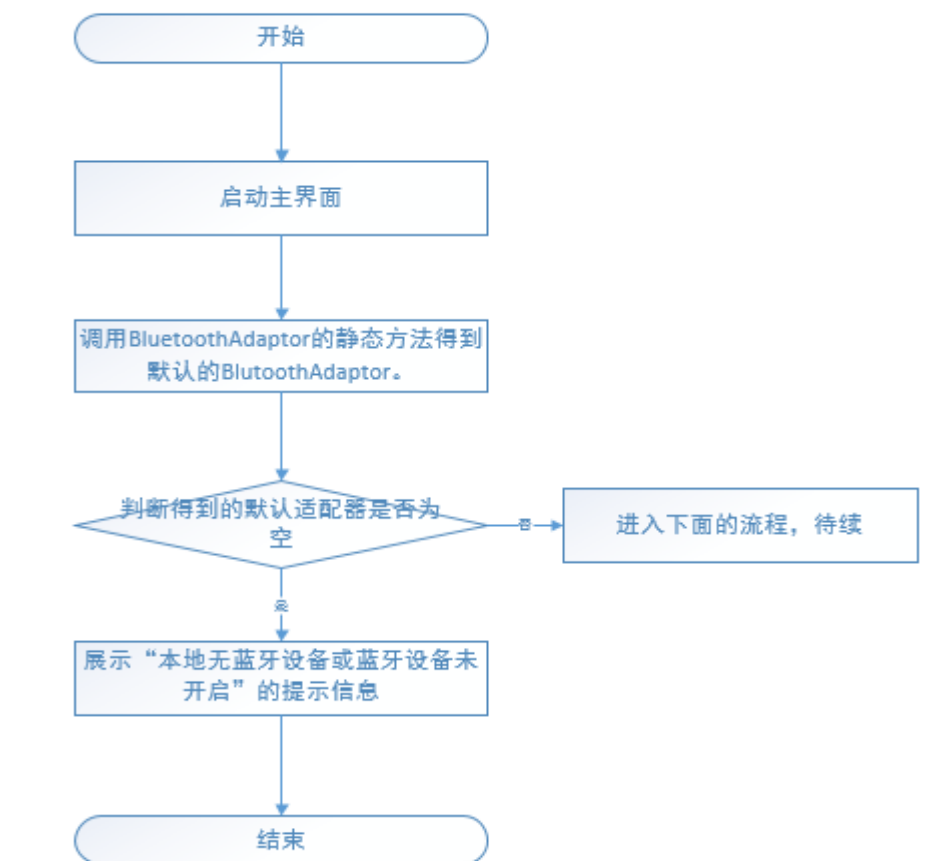 开始
启动主界面
调用BluetoothAdaptor的静态方法得到
默认的BlutoothAdaptor。
判断得到的默认适配器是否为
空
否
进入下面的流程，待续
是
展示“本地无蓝牙设备或蓝牙设备未
开启”的提示信息
结束